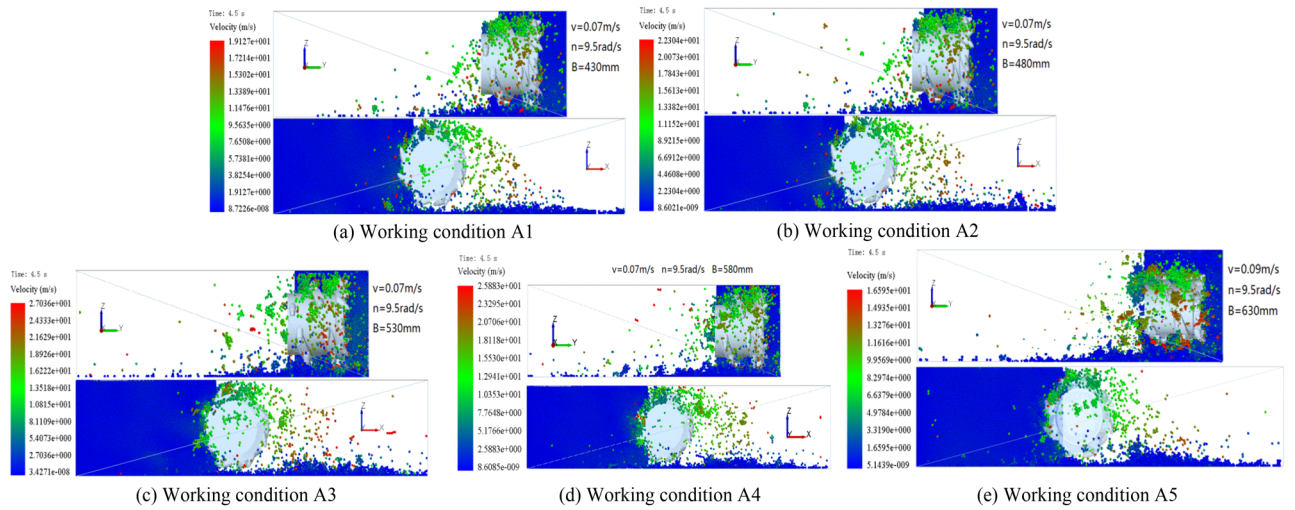 Time: 4.5 s
Velocity (m/s)
1.9127e+001
1.7214e+001
1.5302e+001
1.3389e+001
1.1476e+001
9.5635e+000
7.6508e+000
5.7381e+000
3.8254e+000
1.9127e+000
8.7226e-008
Z
Y
v=0.07m/s
n=9.5rad/s
B=430mm
Z
X
(a) Working condition A1
Time: 4.5 s
Velocity (m/s)
2.2304e+001
2.0073e+001
1.7843e+001
1.5613e+001
1.3382e+001
1.1152e+001
8.9215e+000
6.6912e+000
4.4608e+000
2.2304e+000
8.6021e-009
Z
Y
v=0.07m/s
n=9.5rad/s
B=480mm
Z
X
(b) Working condition A2
Time: 4.5 s
Velocity (m/s)
2.7036e+001
2.4333e+001
2.1629e+001
1.8926e+001
1.6222e+001
1.3518e+001
1.0815e+001
8.1109e+000
5.4073e+000
2.7036e+000
3.4271e-008
Z
Y
v=0.07m/s
n=9.5rad/s
B=530mm
Z
X
(c) Working condition A3
Time: 4.5 s
Velocity (m/s)
2.5883e+001
2.3294e+001
2.0706e+001
1.8118e+001
1.5530e+001
1.2941e+001
1.0353e+001
7.7648e+000
5.1766e+000
2.5883e+000
8.6085e-009
v=0.07m/s n=9.5rad/s B=580mm
Z
Y
Z
Y X
(d) Working condition A4
Time: 4.5 s
Velocity (m/s)
1.6595e+001
1.4935e+001
1.3276e+001
1.1616e+001
9.9569e+000
8.2974e+000
6.6379e+000
4.9784e+000
3.3190e+000
1.6595e+000
5.1439e-009
Z
Y
v=0.09m/s
n=9.5rad/s
B=630mm
Z
X
(e) Working condition A5